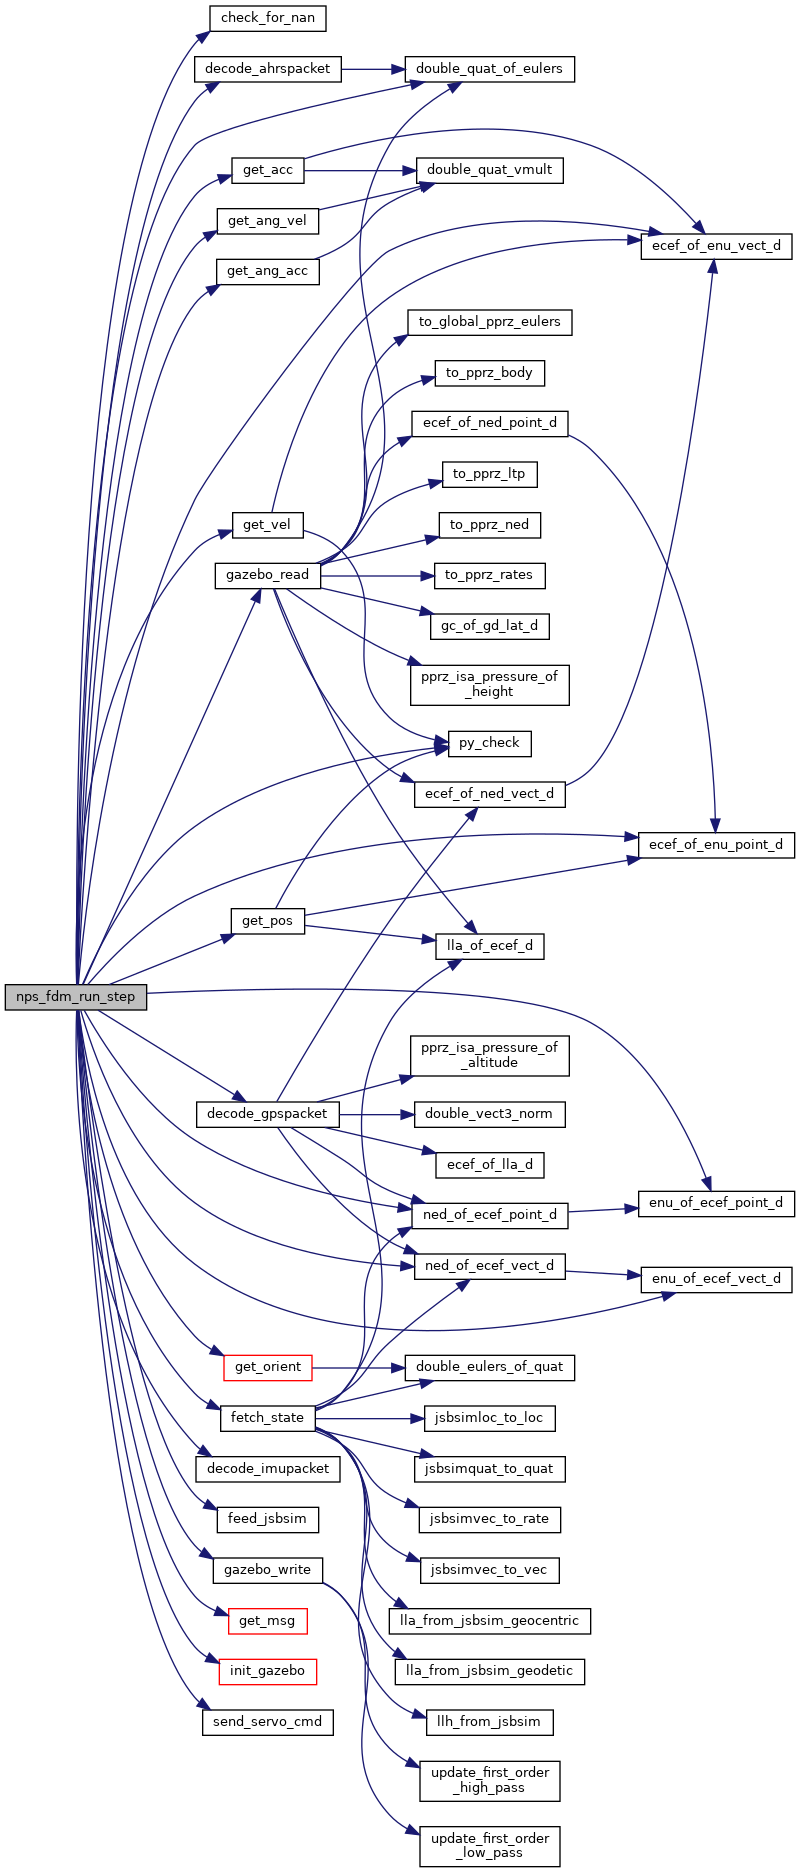 check_for_nan
decode_ahrspacket
double_quat_of_eulers
get_acc
double_quat_vmult
get_ang_vel
ecef_of_enu_vect_d
get_ang_acc
to_global_pprz_eulers
to_pprz_body
ecef_of_ned_point_d
to_pprz_ltp
get_vel
to_pprz_ned
gazebo_read
to_pprz_rates
gc_of_gd_lat_d
pprz_isa_pressure_of
_height
py_check
ecef_of_ned_vect_d
ecef_of_enu_point_d
get_pos
lla_of_ecef_d
nps_fdm_run_step
pprz_isa_pressure_of
_altitude
decode_gpspacket
double_vect3_norm
ecef_of_lla_d
ned_of_ecef_point_d
enu_of_ecef_point_d
ned_of_ecef_vect_d
enu_of_ecef_vect_d
get_orient
double_eulers_of_quat
fetch_state
jsbsimloc_to_loc
decode_imupacket
jsbsimquat_to_quat
feed_jsbsim
jsbsimvec_to_rate
gazebo_write
jsbsimvec_to_vec
get_msg
lla_from_jsbsim_geocentric
init_gazebo
lla_from_jsbsim_geodetic
send_servo_cmd
llh_from_jsbsim
update_first_order
_high_pass
update_first_order
_low_pass